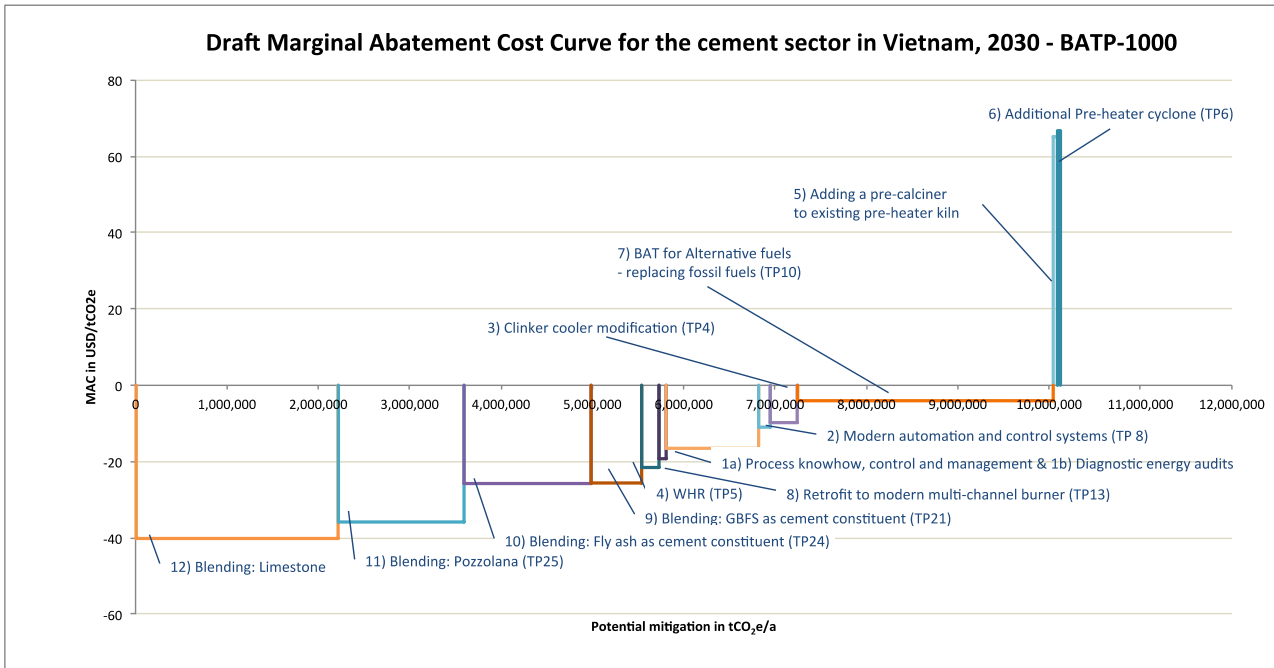 Draft Marginal Abatement Cost Curve for the cement sector in Vietnam, 2030 - BATP-1000
80
6) Additional Pre-heater cyclone (TP6)
60
5) Adding a pre-calciner
to existing pre-heater kiln
40
7) BAT for Alternative fuels
- replacing fossil fuels (TP10)
20
3) Clinker cooler modification (TP4)
MAC in USD/tCO2e
0
0 1,000,000 2,000,000 3,000,000 4,000,000 5,000,000 6,000,000 7,000,000 8,000,000 9,000,000 10,000,000 11,000,000 12,000,000
2) Modern automation and control systems (TP 8)
-20
1a) Process knowhow, control and management & 1b) Diagnostic energy audits
4) WHR (TP5)
8) Retrofit to modern multi-channel burner (TP13)
9) Blending: GBFS as cement constituent (TP21)
-40
10) Blending: Fly ash as cement constituent (TP24)
11) Blending: Pozzolana (TP25)
12) Blending: Limestone
-60
Potential mitigation in tCO₂e/a